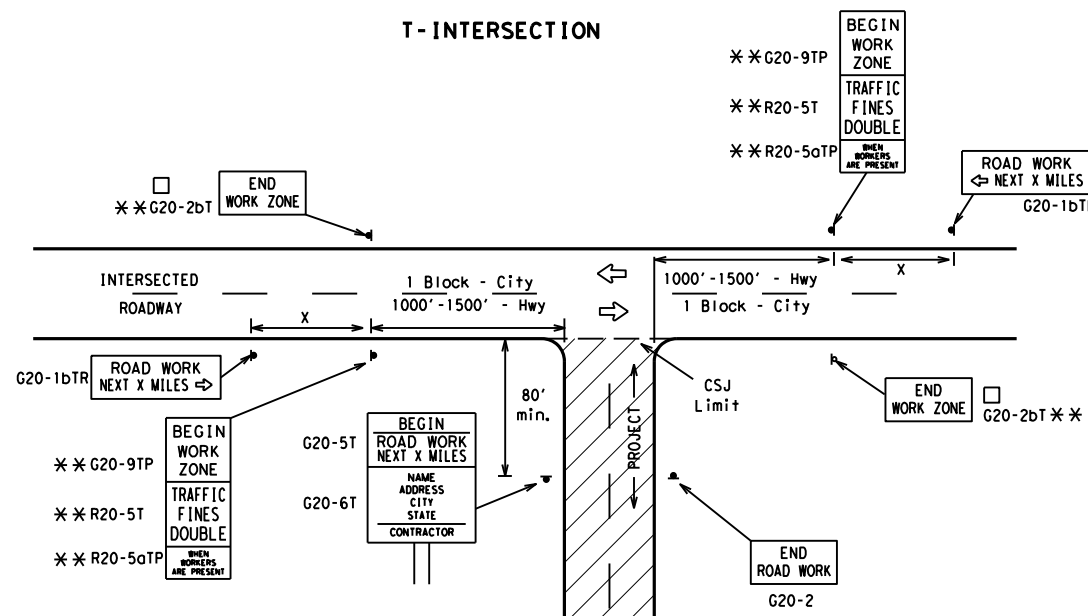 T-INTERSECTION
BEGIN
WORK
ZONE
TRAFFIC
FINES
DOUBLE
WHEN
WORKERS
ARE PRESENT
**G20-9TP
**R20-5T
**R20-5aTP
ROAD WORK
⇦ NEXT X MILES
G20-1bT
END
WORK ZONE
□
**G20-2bT
INTERSECTED
ROADWAY
1 Block - City
1000'-1500' - Hwy
X
1000'-1500' - Hwy
1 Block - City
X
G20-1bTR
ROAD WORK
NEXT X MILES ⇨
80'
min.
PROJECT
CSJ
Limit
END
WORK ZONE
□
G20-2bT **
BEGIN
WORK
ZONE
TRAFFIC
FINES
DOUBLE
WHEN
WORKERS
ARE PRESENT
**G20-9TP
**R20-5T
**R20-5aTP
G20-5T
BEGIN
ROAD WORK
NEXT X MILES
G20-6T
NAME
ADDRESS
CITY
STATE
CONTRACTOR
END
ROAD WORK
G20-2